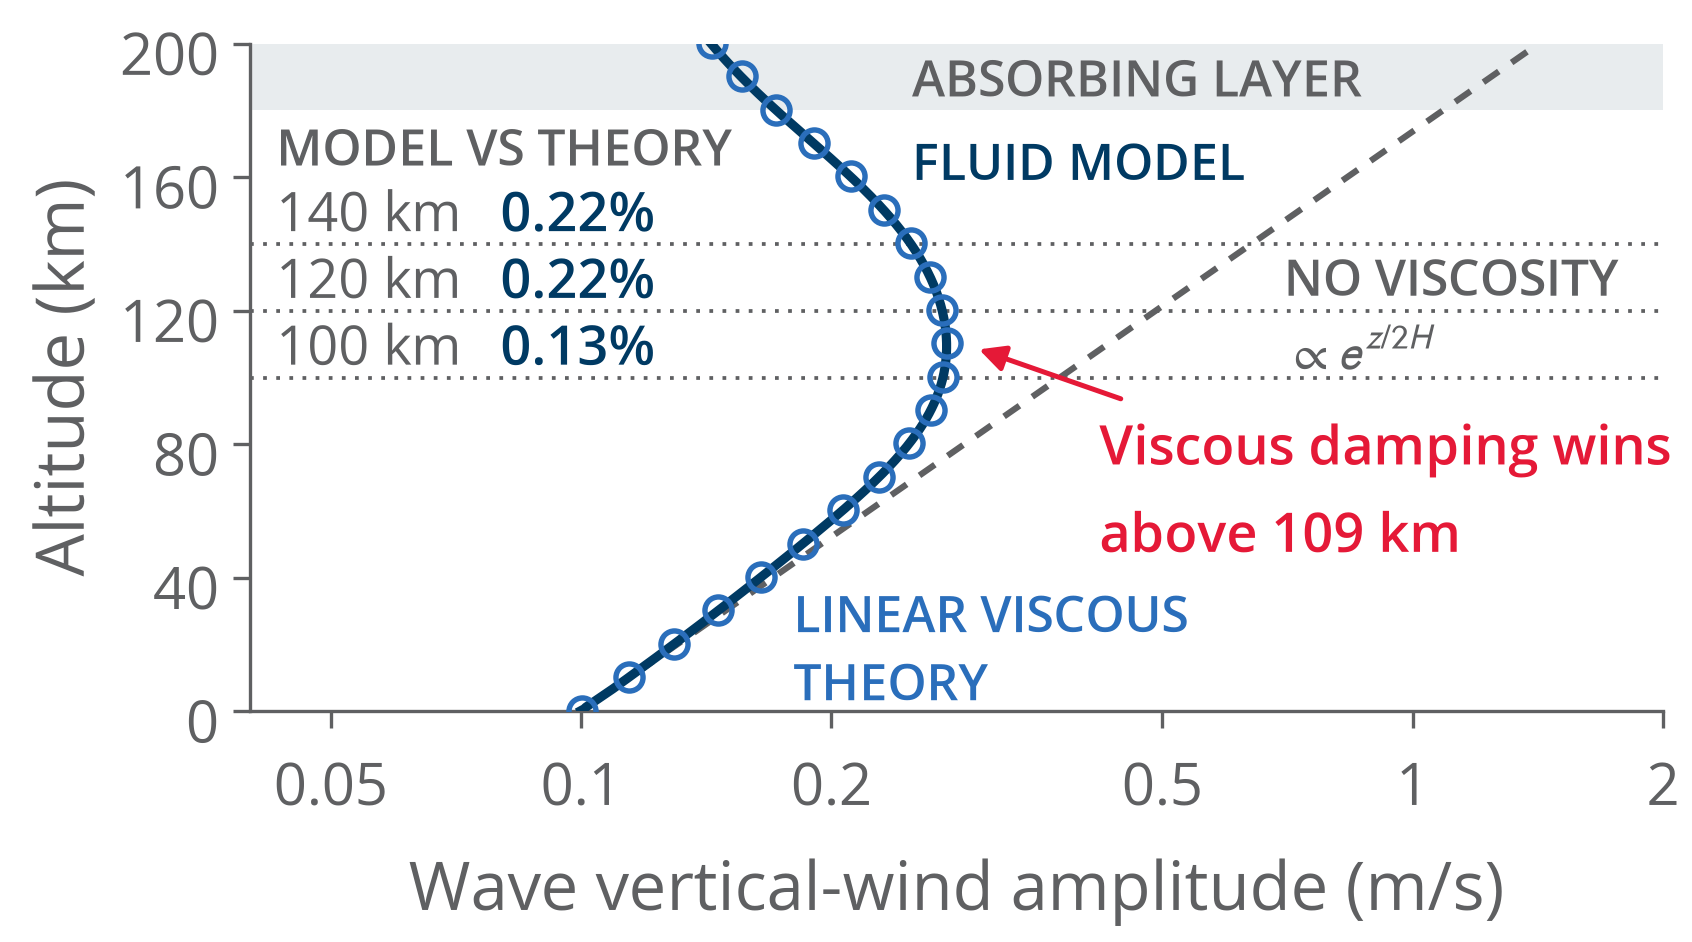 200
160
120
80
40
0
Altitude (km)
ABSORBING LAYER
MODEL VS THEORY
FLUID MODEL
140 km 0.22%
120 km 0.22%
100 km 0.13%
NO VISCOSITY
∝ e^{z/2H}
Viscous damping wins
above 109 km
LINEAR VISCOUS
THEORY
0.05 0.1 0.2 0.5 1 2
Wave vertical-wind amplitude (m/s)